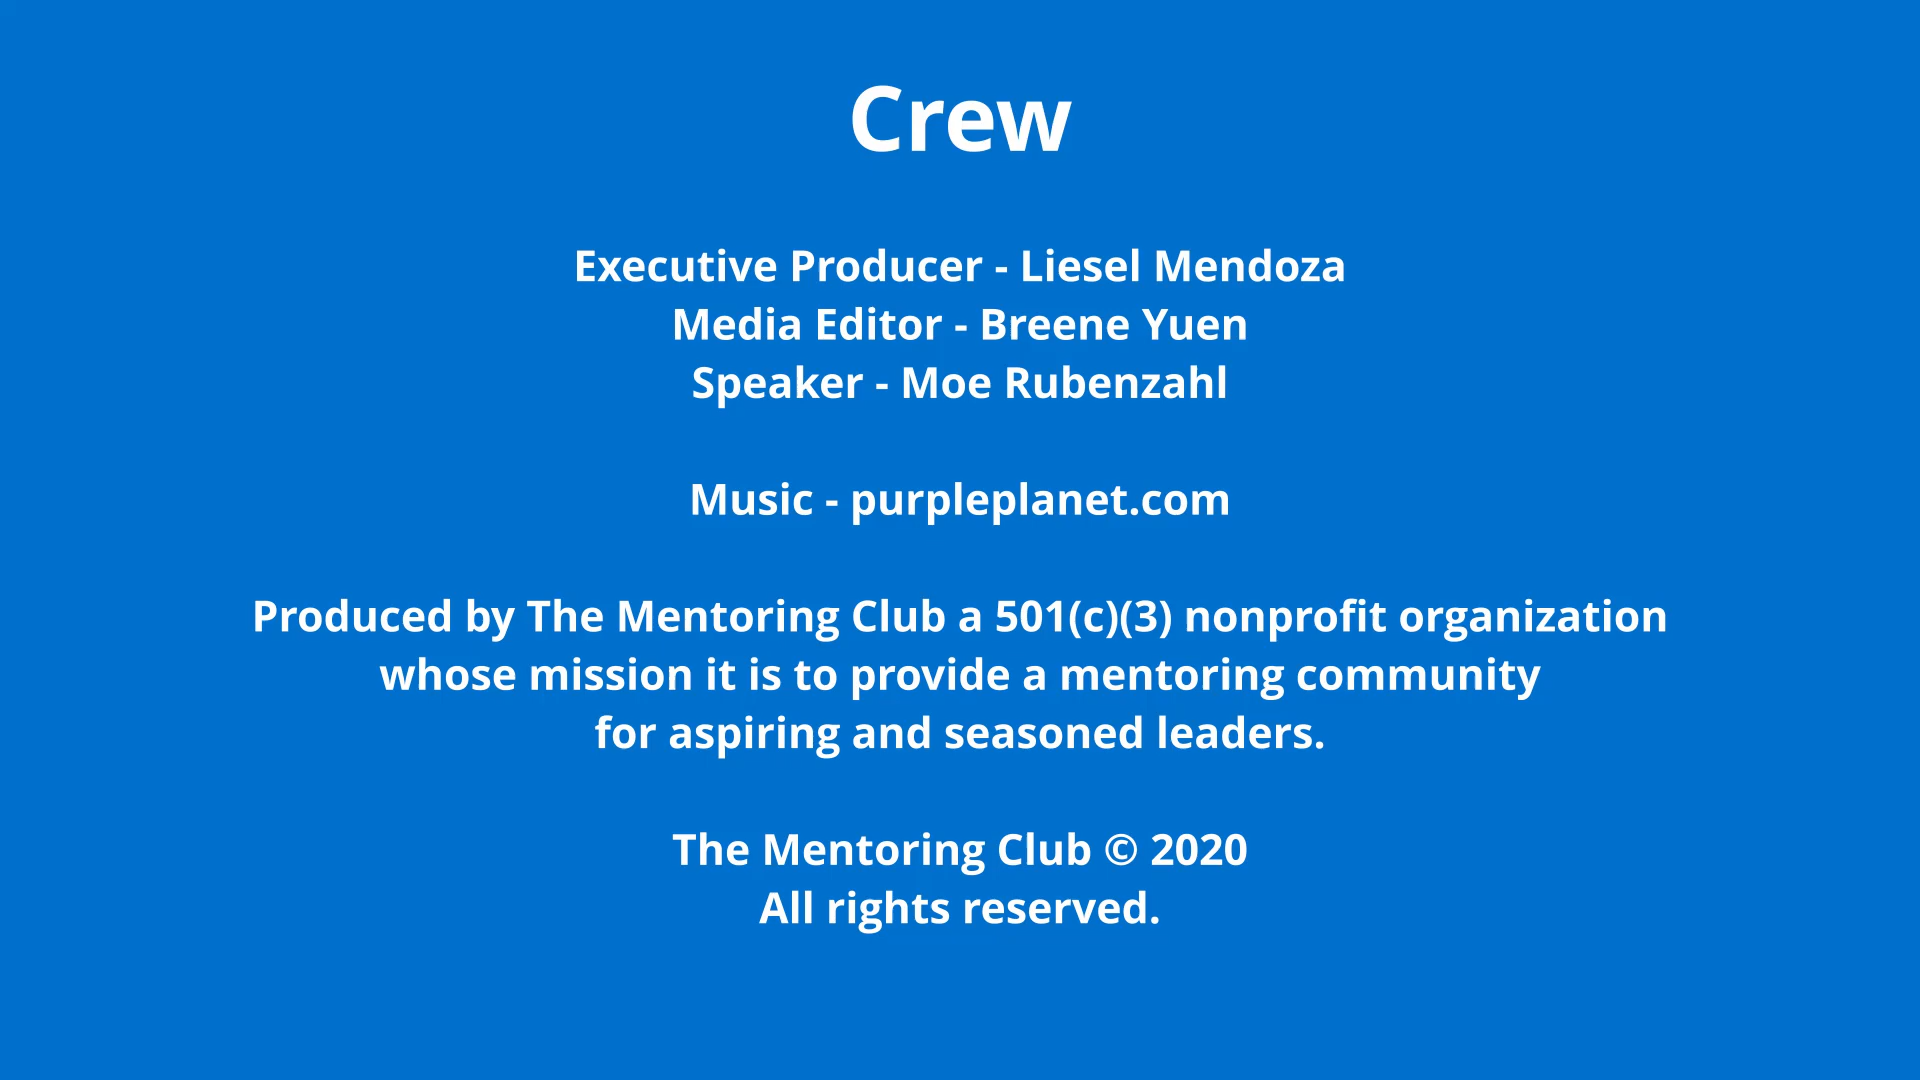 Crew
Executive Producer - Liesel Mendoza
Media Editor - Breene Yuen
Speaker - Moe Rubenzahl
Music - purpleplanet.com
Produced by The Mentoring Club a 501(c)(3) nonprofit organization
whose mission it is to provide a mentoring community
for aspiring and seasoned leaders.
The Mentoring Club © 2020
All rights reserved.